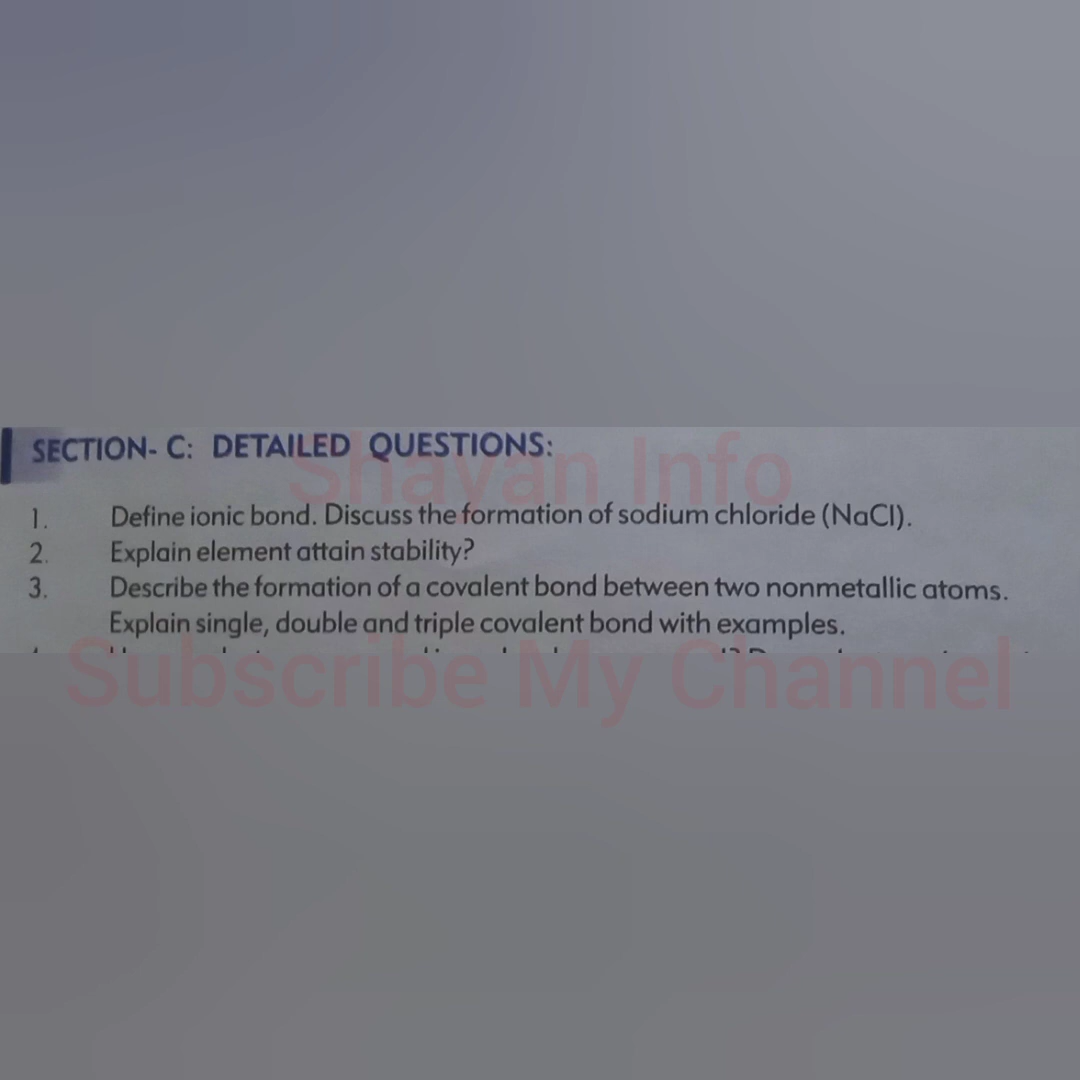 SECTION- C: DETAILED QUESTIONS:
Shayan Info
1. Define ionic bond. Discuss the formation of sodium chloride (NaCl).
2. Explain element attain stability?
3. Describe the formation of a covalent bond between two nonmetallic atoms.
Explain single, double and triple covalent bond with examples.
Subscribe My Channel